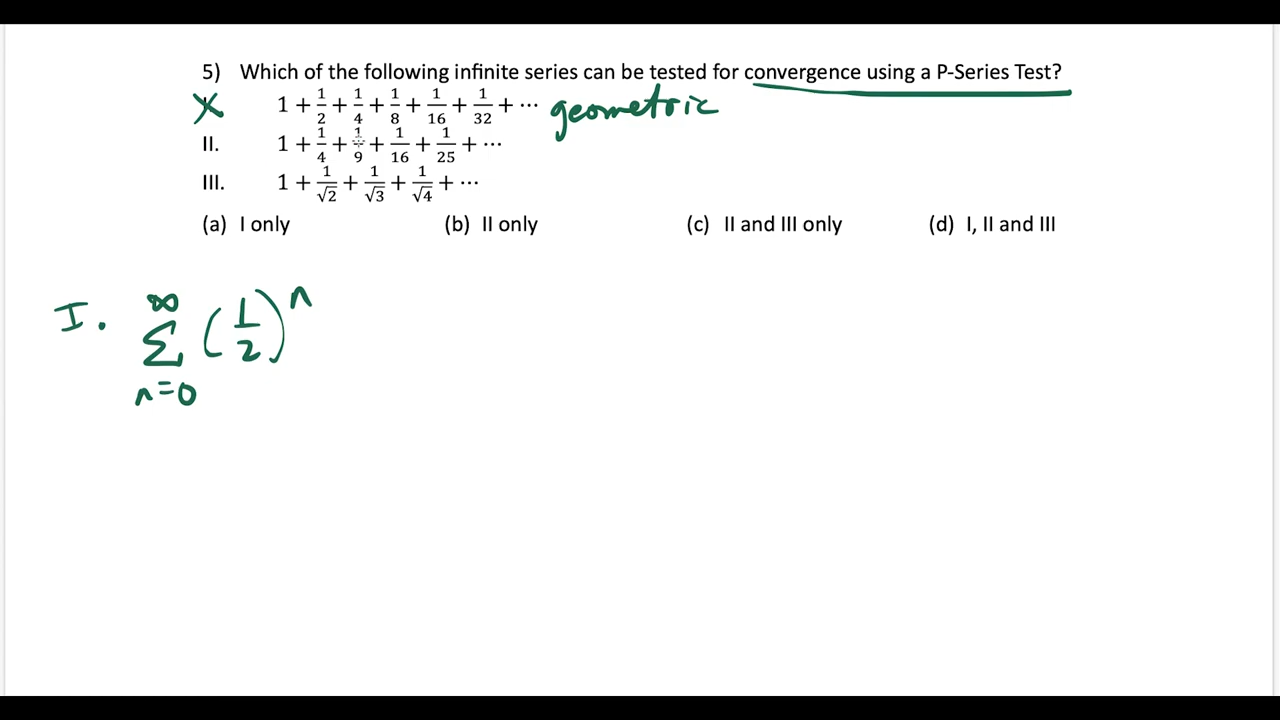 5) Which of the following infinite series can be tested for convergence using a P-Series Test?
X 1 + 1/2 + 1/4 + 1/8 + 1/16 + 1/32 + ⋯ geometric
II. 1 + 1/4 + 1/9 + 1/16 + 1/25 + ⋯
III. 1 + 1/√2 + 1/√3 + 1/√4 + ⋯
(a) I only (b) II only (c) II and III only (d) I, II and III
I. ∞ Σ n=0 (1/2)^n